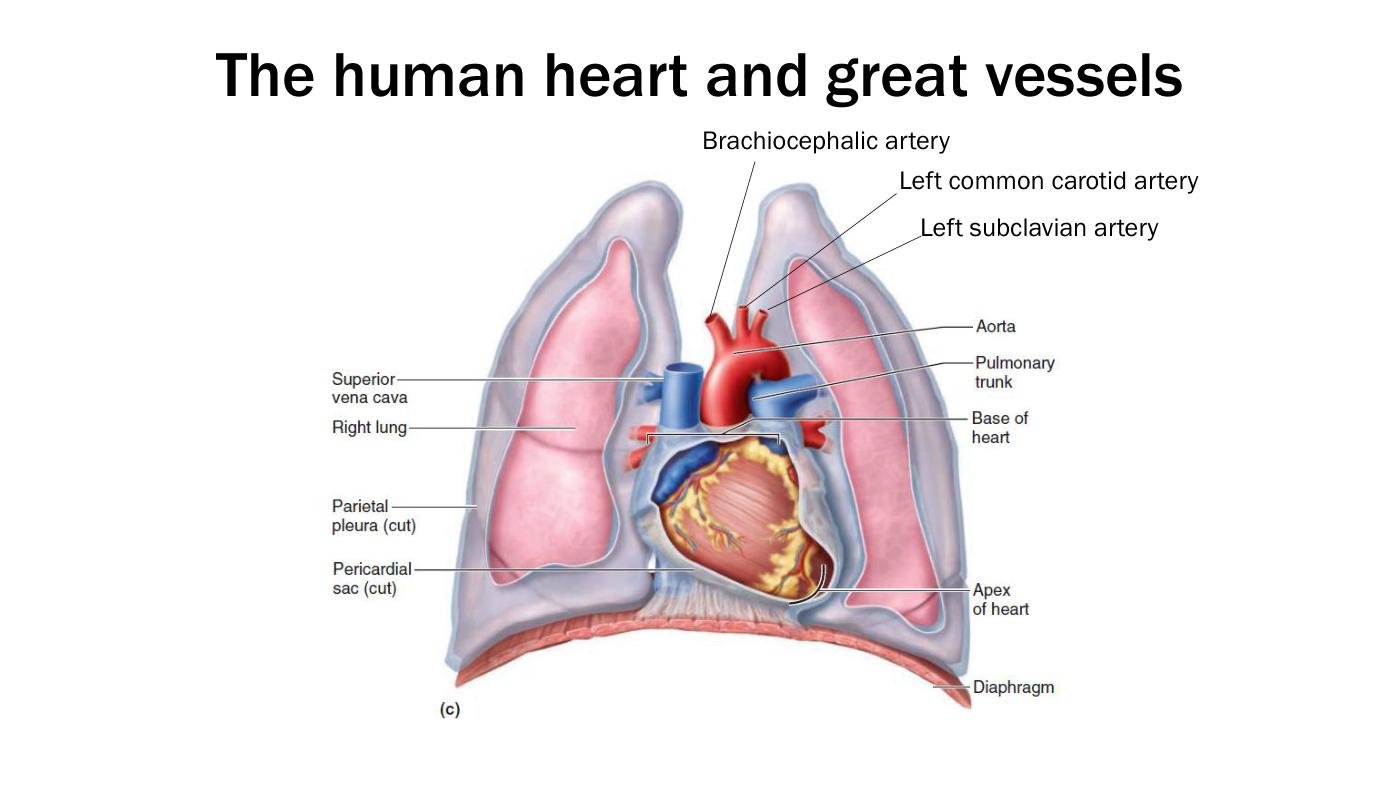 The human heart and great vessels
Brachiocephalic artery
Left common carotid artery
Left subclavian artery
Aorta
Pulmonary
trunk
Superior
vena cava
Base of
heart
Right lung
Parietal
pleura (cut)
Pericardial
sac (cut)
Apex
of heart
Diaphragm
(c)